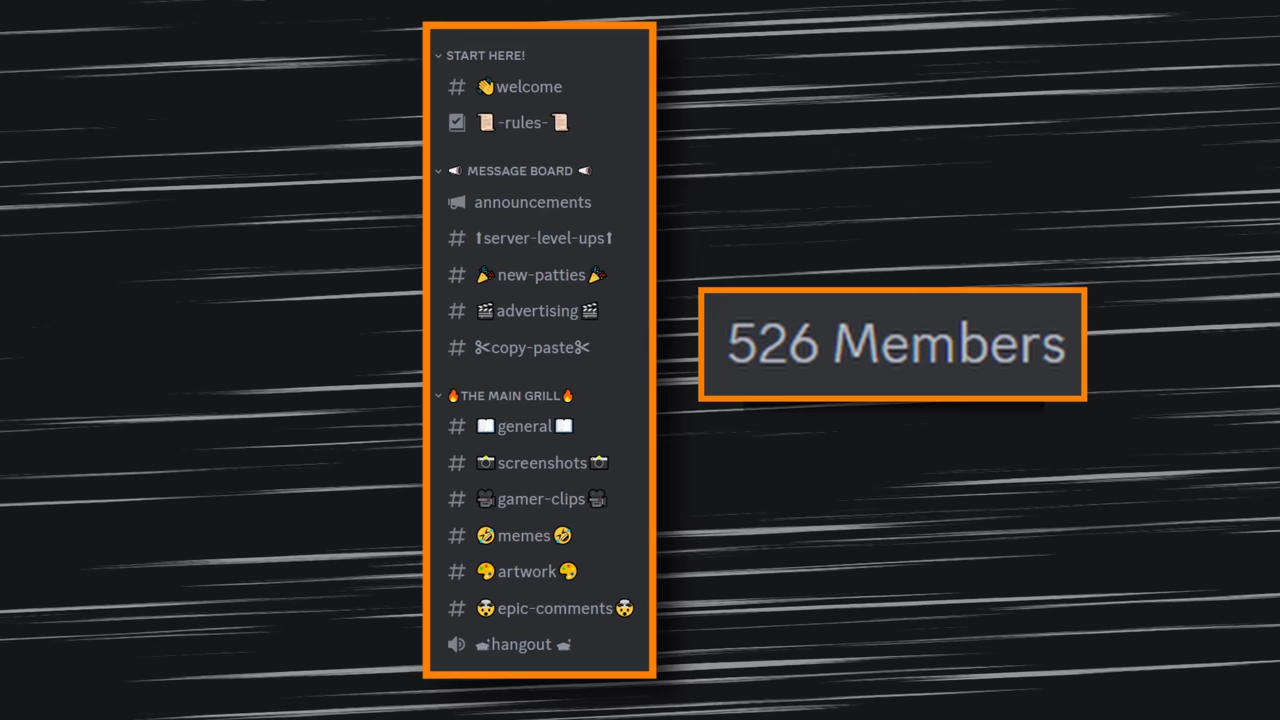 START HERE!
👋welcome
📜-rules-📜
📢 MESSAGE BOARD 📢
announcements
⬆server-level-ups⬆
🎉new-patties🎉
🎬advertising🎬
✂copy-paste✂
🔥THE MAIN GRILL🔥
📖general📖
📸screenshots📸
🎥gamer-clips🎥
🤣memes🤣
🎨artwork🎨
🤯epic-comments🤯
hangout
526 Members